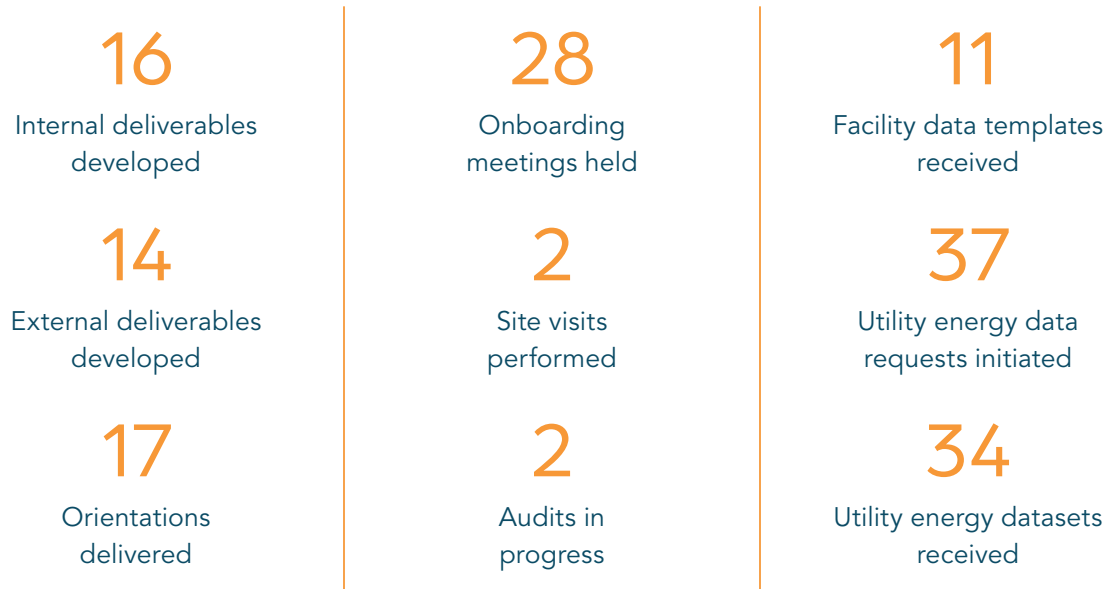 16
Internal deliverables
developed
14
External deliverables
developed
17
Orientations
delivered
28
Onboarding
meetings held
2
Site visits
performed
2
Audits in
progress
11
Facility data templates
received
37
Utility energy data
requests initiated
34
Utility energy datasets
received